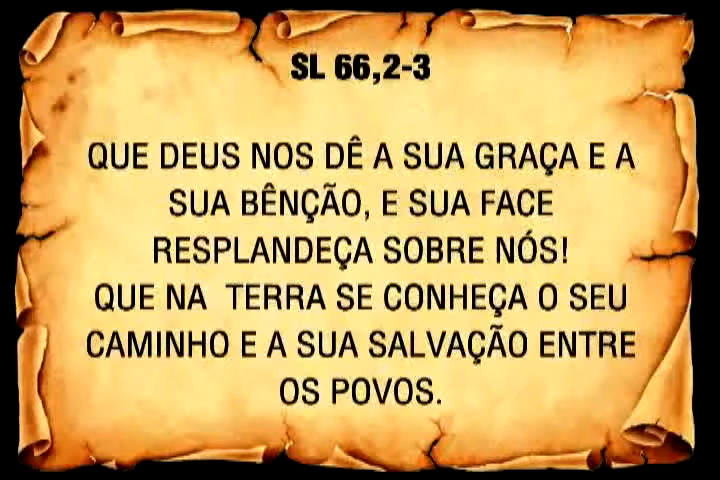 SL 66,2-3
QUE DEUS NOS DÊ A SUA GRAÇA E A
SUA BÊNÇÃO, E SUA FACE
RESPLANDEÇA SOBRE NÓS!
QUE NA TERRA SE CONHEÇA O SEU
CAMINHO E A SUA SALVAÇÃO ENTRE
OS POVOS.